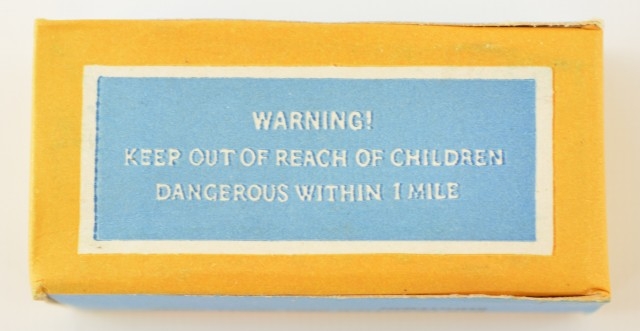 WARNING!
KEEP OUT OF REACH OF CHILDREN
DANGEROUS WITHIN 1 MILE